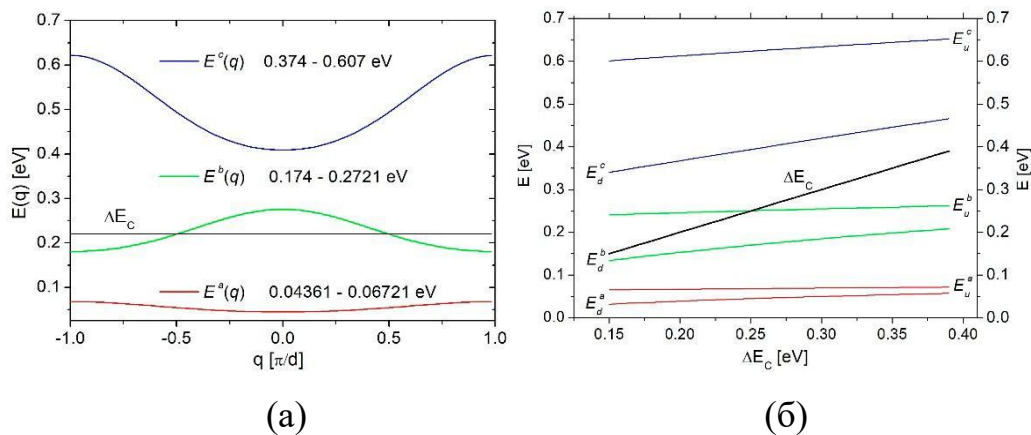 0.7
0.6
0.5
0.4
0.3
0.2
0.1
E(q) [eV]
E^c(q) 0.374 - 0.607 eV
E^b(q) 0.174 - 0.2721 eV
ΔE_C
E^a(q) 0.04361 - 0.06721 eV
-1.0 -0.5 0.0 0.5 1.0
q [π/d]
(а)
0.7
0.6
0.5
0.4
0.3
0.2
0.1
0.0
E [eV]
E_u^c
E_d^c
ΔE_C
E_u^b
E_d^b
E_u^a
E_d^a
0.7
0.6
0.5
0.4
0.3
0.2
0.1
0.0
E [eV]
0.15 0.20 0.25 0.30 0.35 0.40
ΔE_C [eV]
(б)